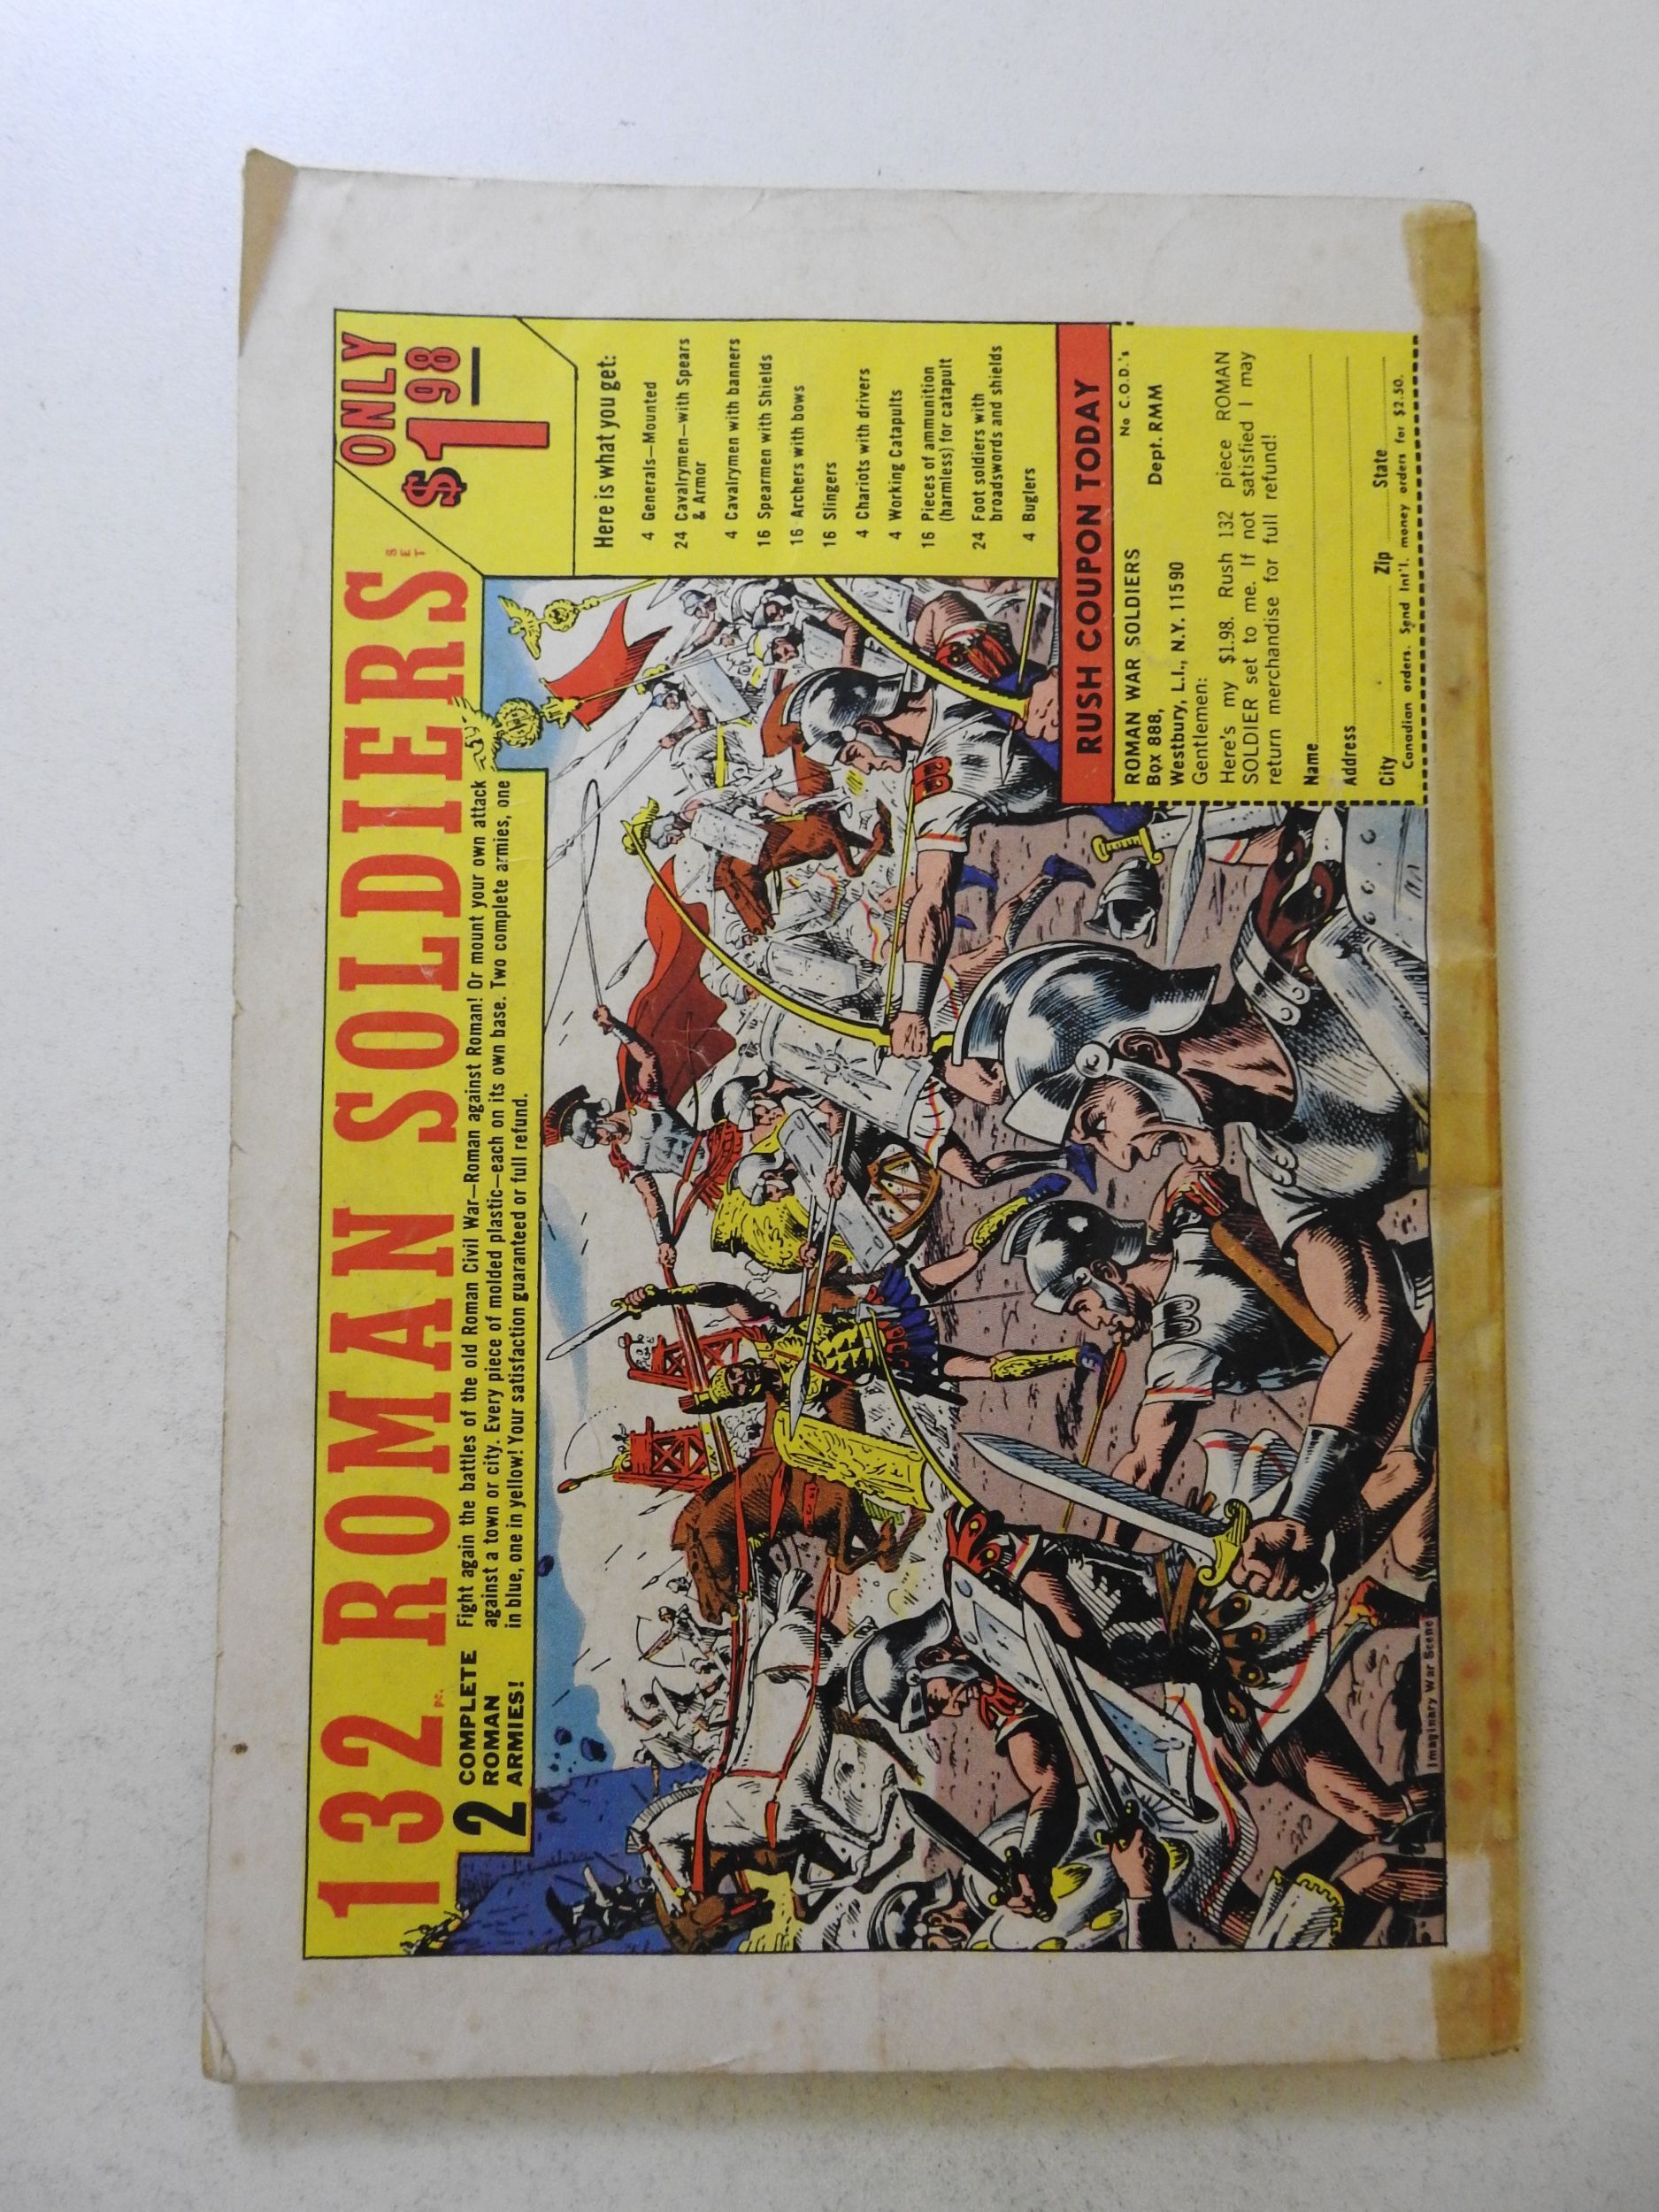 132 PC. ROMAN SOLDIERS SET
ONLY
$1.98
2 COMPLETE
ROMAN
ARMIES!
Fight again the battles of the old Roman Civil War—Roman against Roman! Or mount your own attack
against a town or city. Every piece of molded plastic—each on its own base. Two complete armies, one
in blue, one in yellow! Your satisfaction guaranteed or full refund.
Here is what you get:
4 Generals—Mounted
24 Cavalrymen—with Spears
& Armor
4 Cavalrymen with banners
16 Spearmen with Shields
16 Archers with bows
16 Slingers
4 Chariots with drivers
4 Working Catapults
16 Pieces of ammunition
(harmless) for catapult
24 Foot soldiers with
broadswords and shields
4 Buglers
RUSH COUPON TODAY
No C.O.D.'s
ROMAN WAR SOLDIERS
Box 888, Dept. RMM
Westbury, L.I., N.Y. 11590
Gentlemen:
Here's my $1.98. Rush 132 piece ROMAN
SOLDIER set to me. If not satisfied I may
return merchandise for full refund!
Name
Address
City Zip State
Canadian orders. Send Int'l. money orders for $2.50.
Imaginary War Scene